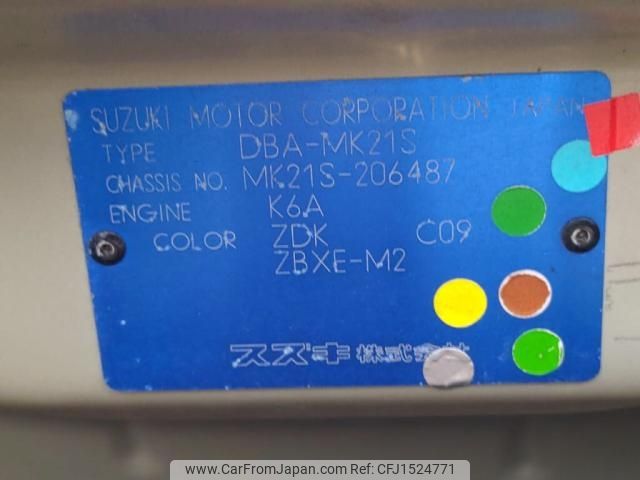 SUZUKI MOTOR CORPORATION JAPAN
TYPE DBA-MK21S
CHASSIS NO. MK21S-206487
ENGINE K6A
COLOR ZDK C09
ZBXE-M2
スズキ株式会社
www.CarFromJapan.com - CFJ1524771